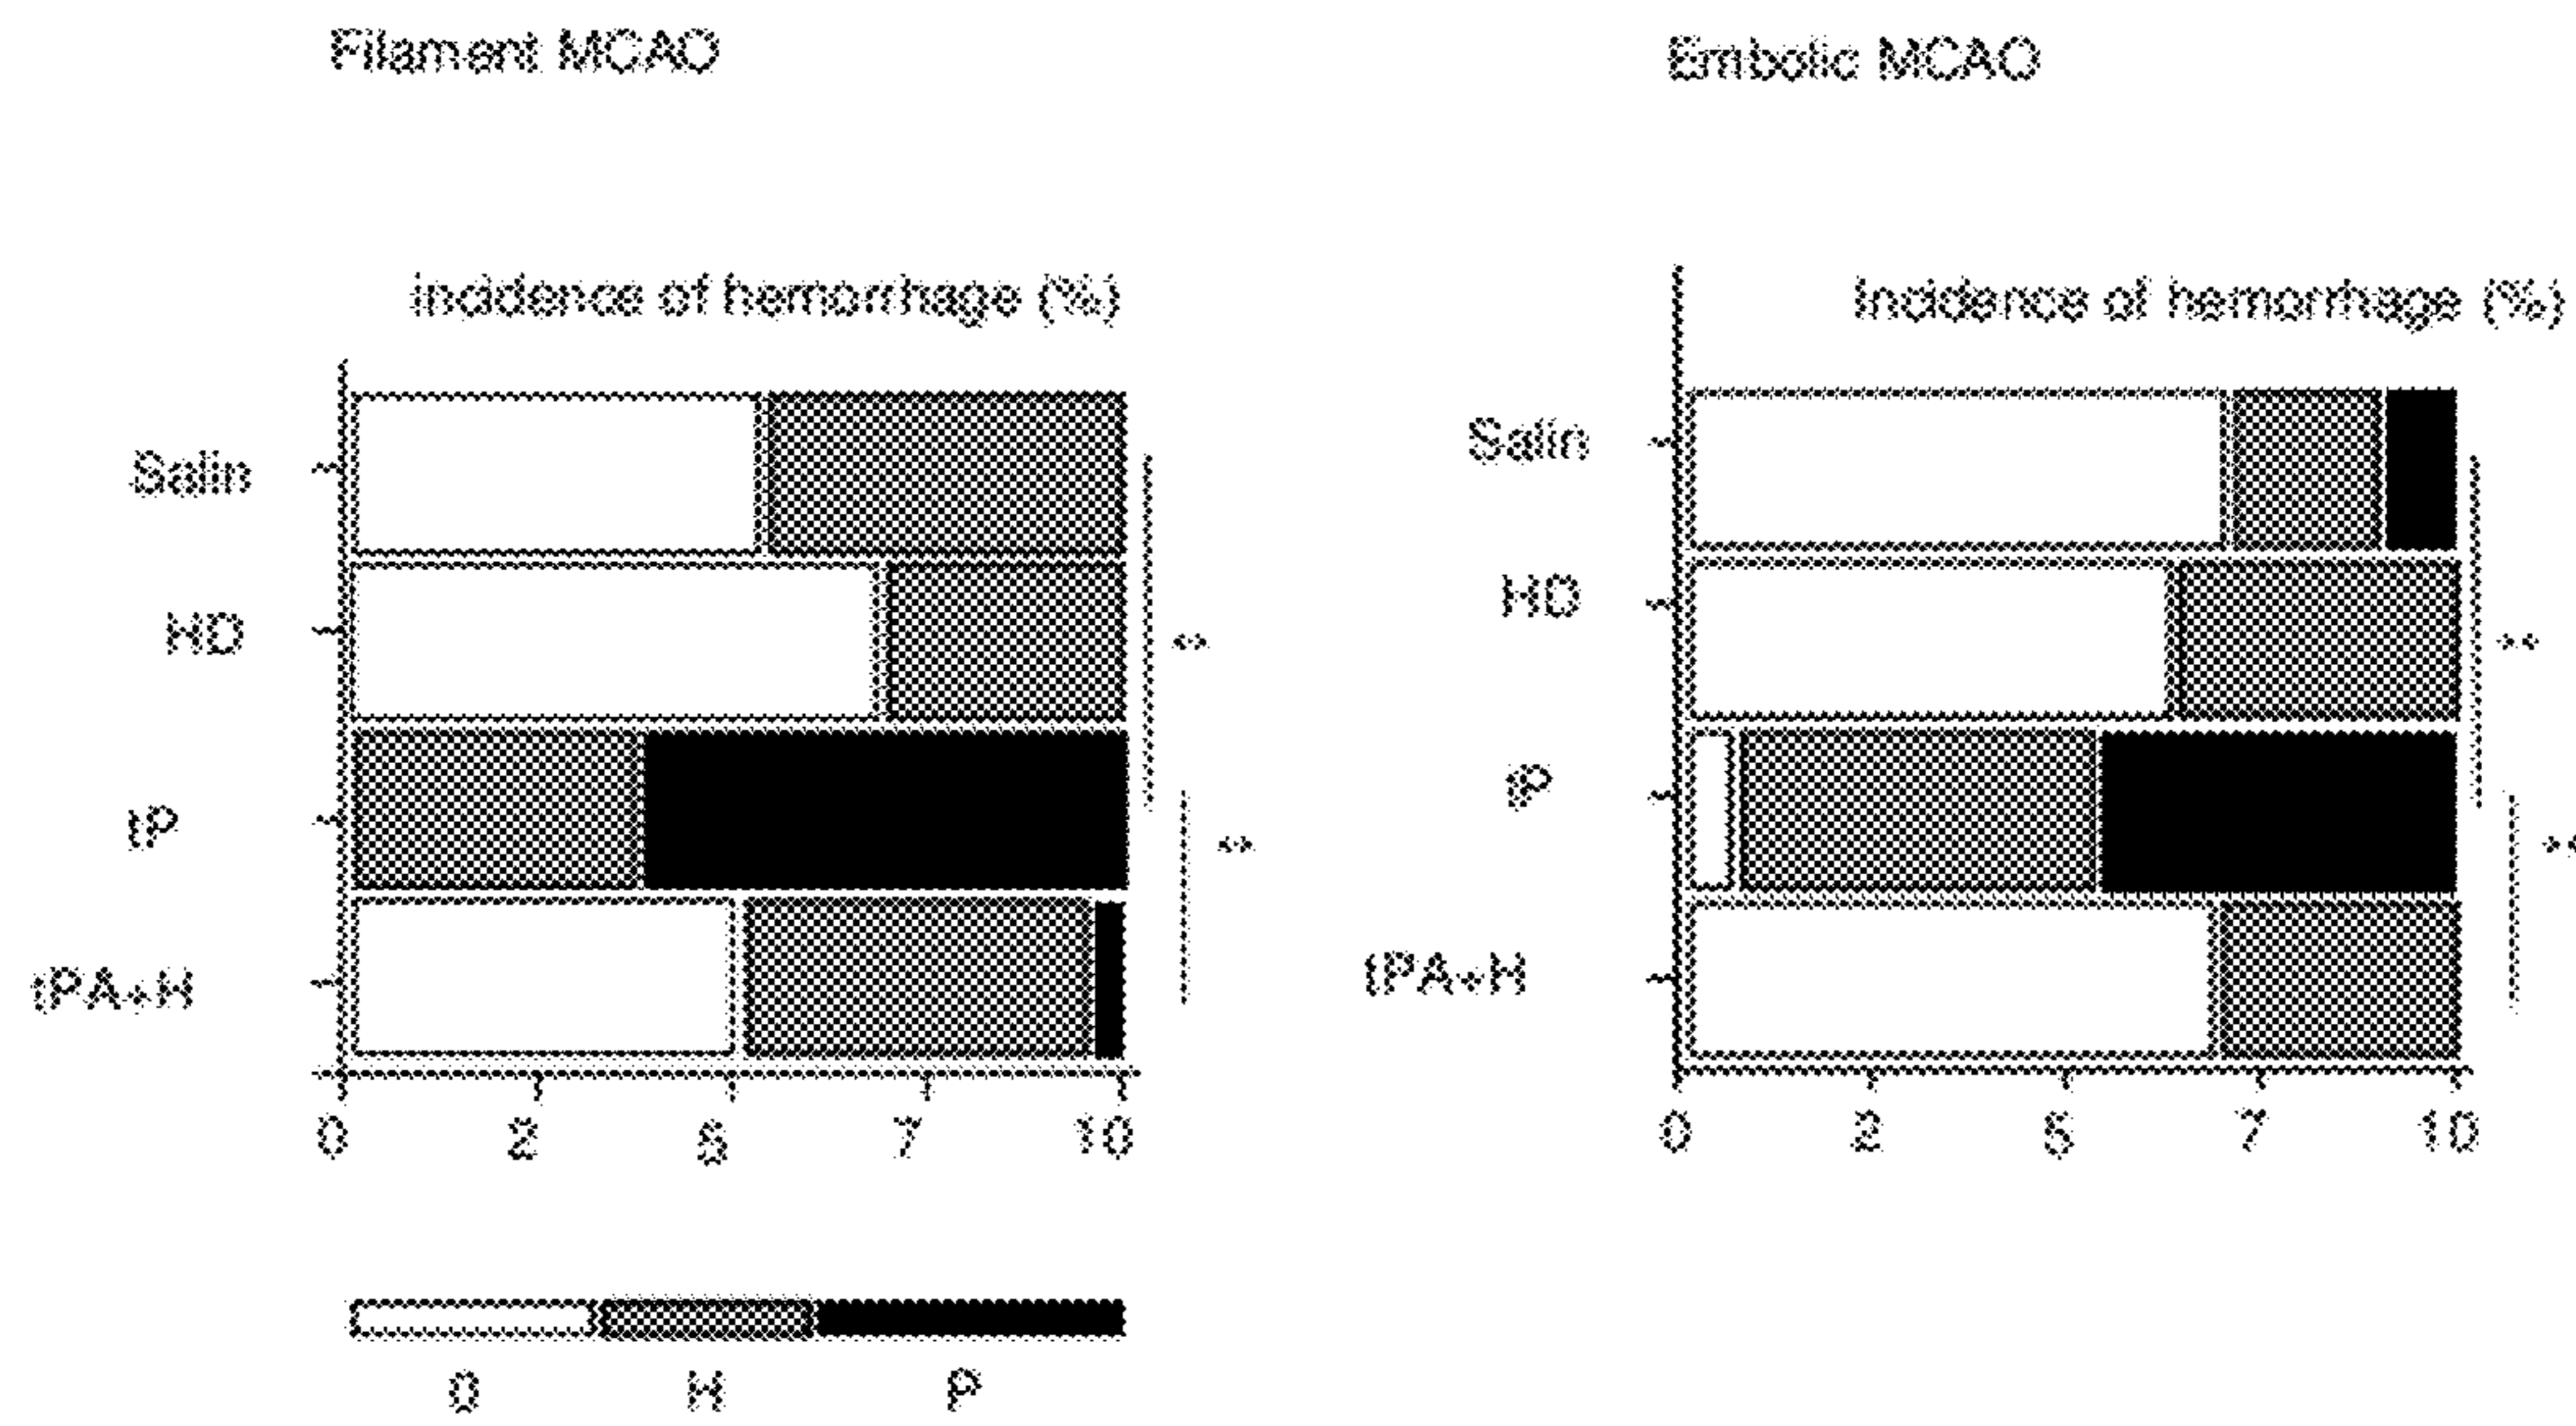 Filament MCAO
Incidence of hemorrhage (%)
Salin
HD
tP
tPA+H
0 2 5 7 10
0 H P
Embolic MCAO
Incidence of hemorrhage (%)
Salin
HD
tP
tPA+H
0 2 5 7 10
**
**
**
**